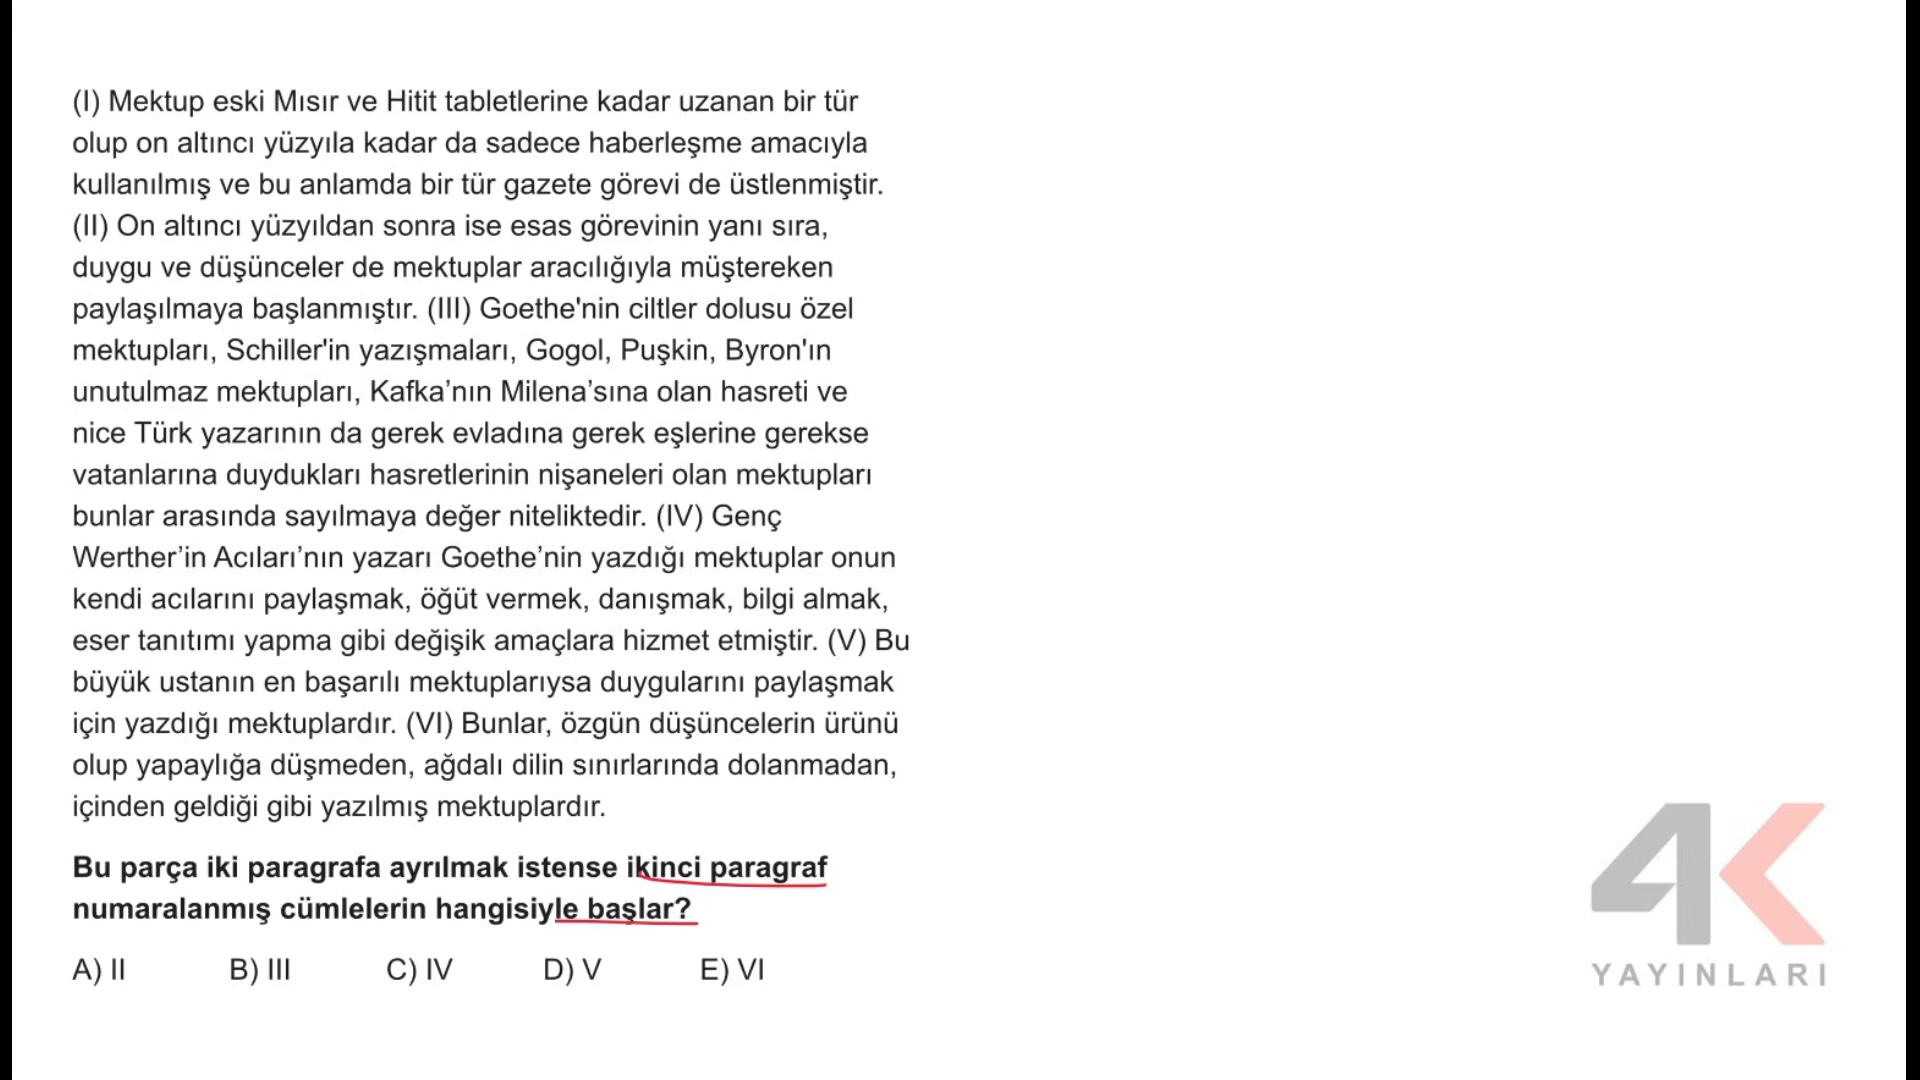 (I) Mektup eski Mısır ve Hitit tabletlerine kadar uzanan bir tür
olup on altıncı yüzyıla kadar da sadece haberleşme amacıyla
kullanılmış ve bu anlamda bir tür gazete görevi de üstlenmiştir.
(II) On altıncı yüzyıldan sonra ise esas görevinin yanı sıra,
duygu ve düşünceler de mektuplar aracılığıyla müştereken
paylaşılmaya başlanmıştır. (III) Goethe'nin ciltler dolusu özel
mektupları, Schiller'in yazışmaları, Gogol, Puşkin, Byron'ın
unutulmaz mektupları, Kafka’nın Milena’sına olan hasreti ve
nice Türk yazarının da gerek evladına gerek eşlerine gerekse
vatanlarına duydukları hasretlerinin nişaneleri olan mektupları
bunlar arasında sayılmaya değer niteliktedir. (IV) Genç
Werther’in Acıları’nın yazarı Goethe’nin yazdığı mektuplar onun
kendi acılarını paylaşmak, öğüt vermek, danışmak, bilgi almak,
eser tanıtımı yapma gibi değişik amaçlara hizmet etmiştir. (V) Bu
büyük ustanın en başarılı mektuplarıysa duygularını paylaşmak
için yazdığı mektuplardır. (VI) Bunlar, özgün düşüncelerin ürünü
olup yapaylığa düşmeden, ağdalı dilin sınırlarında dolanmadan,
içinden geldiği gibi yazılmış mektuplardır.
Bu parça iki paragrafa ayrılmak istense ikinci paragraf
numaralanmış cümlelerin hangisiyle başlar?
A) II B) III C) IV D) V E) VI
4K
YAYINLARI